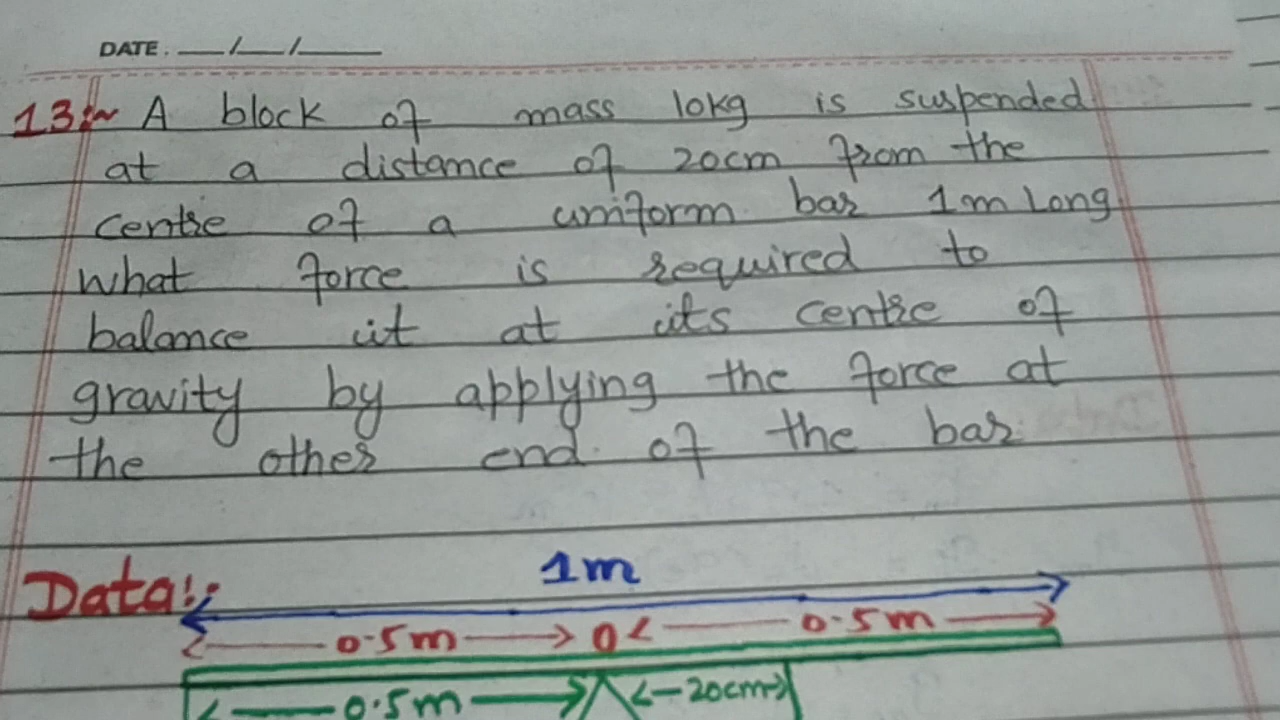 DATE. __/__/____
13:~ A block of mass 10kg is suspended
at a distance of 20cm from the
centre of a uniform bar 1m Long
What force is required to
balance it at its centre of
gravity by applying the force at
the other end of the bar
1m
Data:.
0.5m 0 0.5m
0.5m 20cm